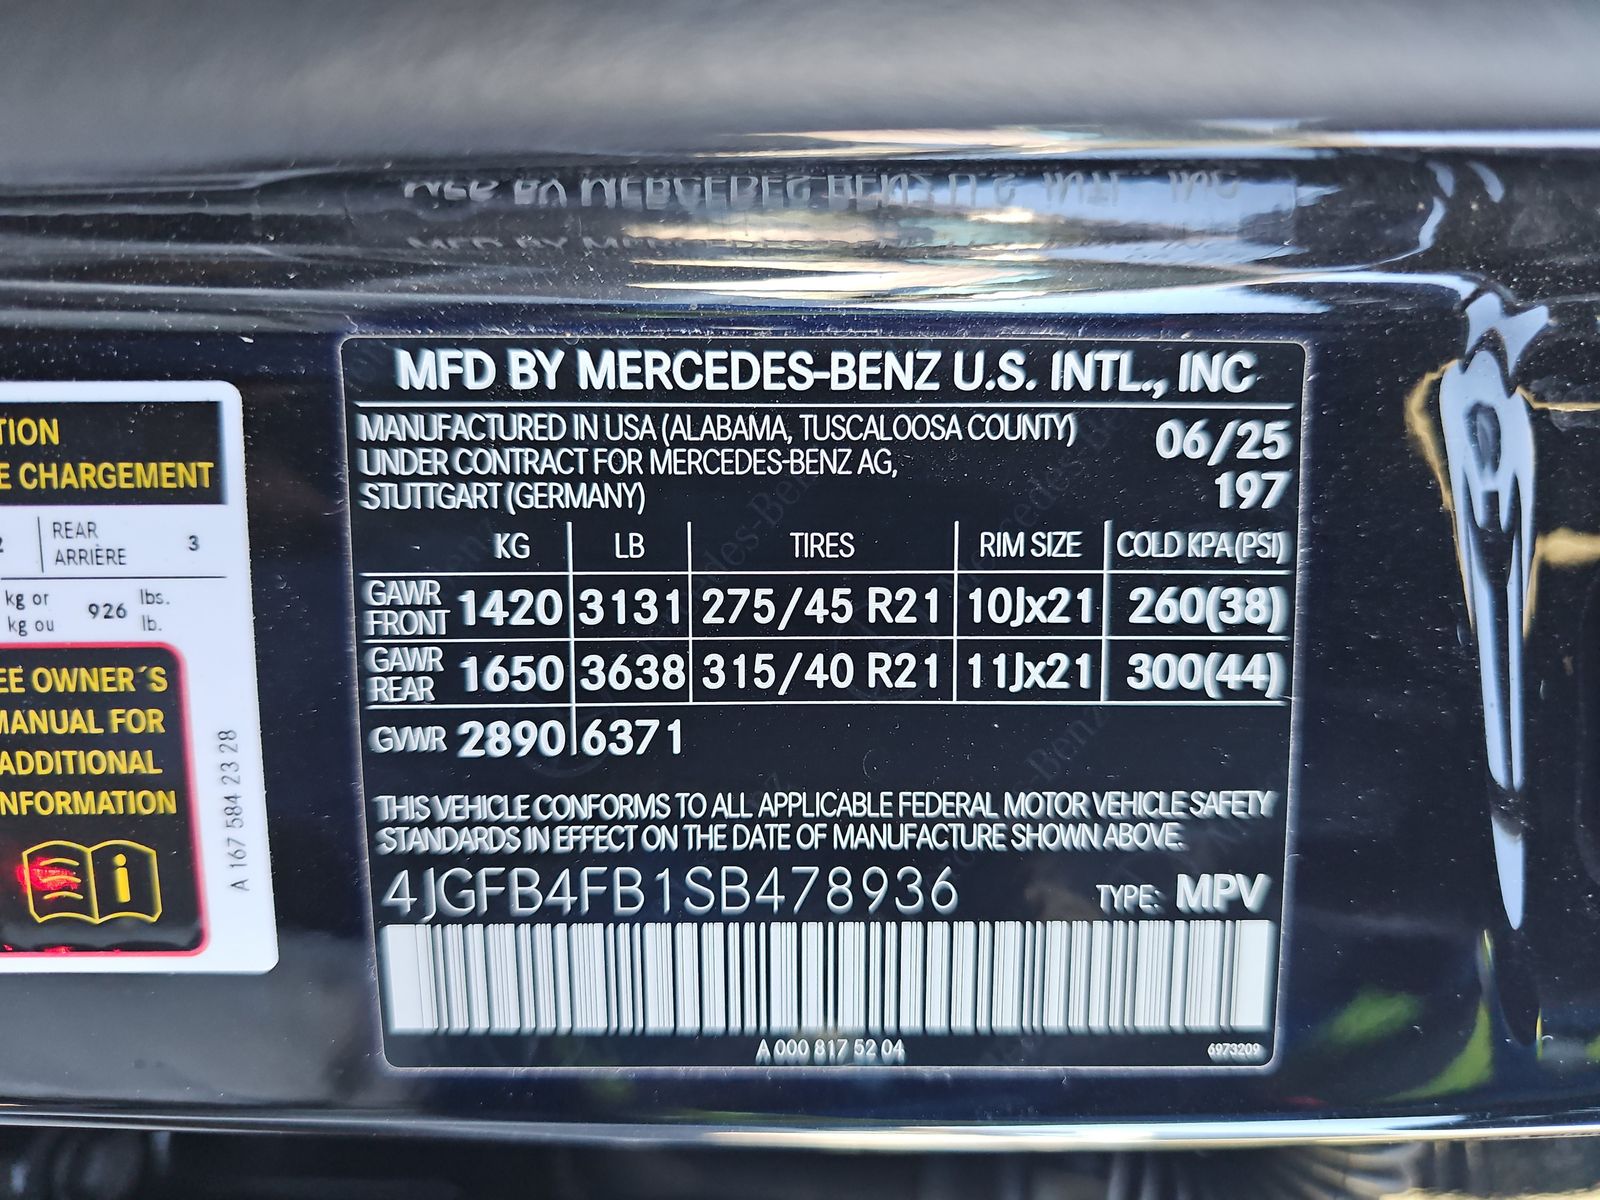 MFD BY MERCEDES-BENZ U.S. INTL., INC
MANUFACTURED IN USA (ALABAMA, TUSCALOOSA COUNTY) 06/25
UNDER CONTRACT FOR MERCEDES-BENZ AG,
STUTTGART (GERMANY) 197
KG LB TIRES RIM SIZE COLD KPA (PSI)
GAWR FRONT 1420 3131 275/45 R21 10Jx21 260(38)
GAWR REAR 1650 3638 315/40 R21 11Jx21 300(44)
GVWR 2890 6371
THIS VEHICLE CONFORMS TO ALL APPLICABLE FEDERAL MOTOR VEHICLE SAFETY
STANDARDS IN EFFECT ON THE DATE OF MANUFACTURE SHOWN ABOVE.
4JGFB4FB1SB478936 TYPE: MPV
A 000 817 52 04 6973209
TION
E CHARGEMENT
2 REAR 3
ARRIÈRE
kg or 926 lbs.
kg ou lb.
EE OWNER´S
MANUAL FOR
ADDITIONAL
INFORMATION
A 167 584 23 28